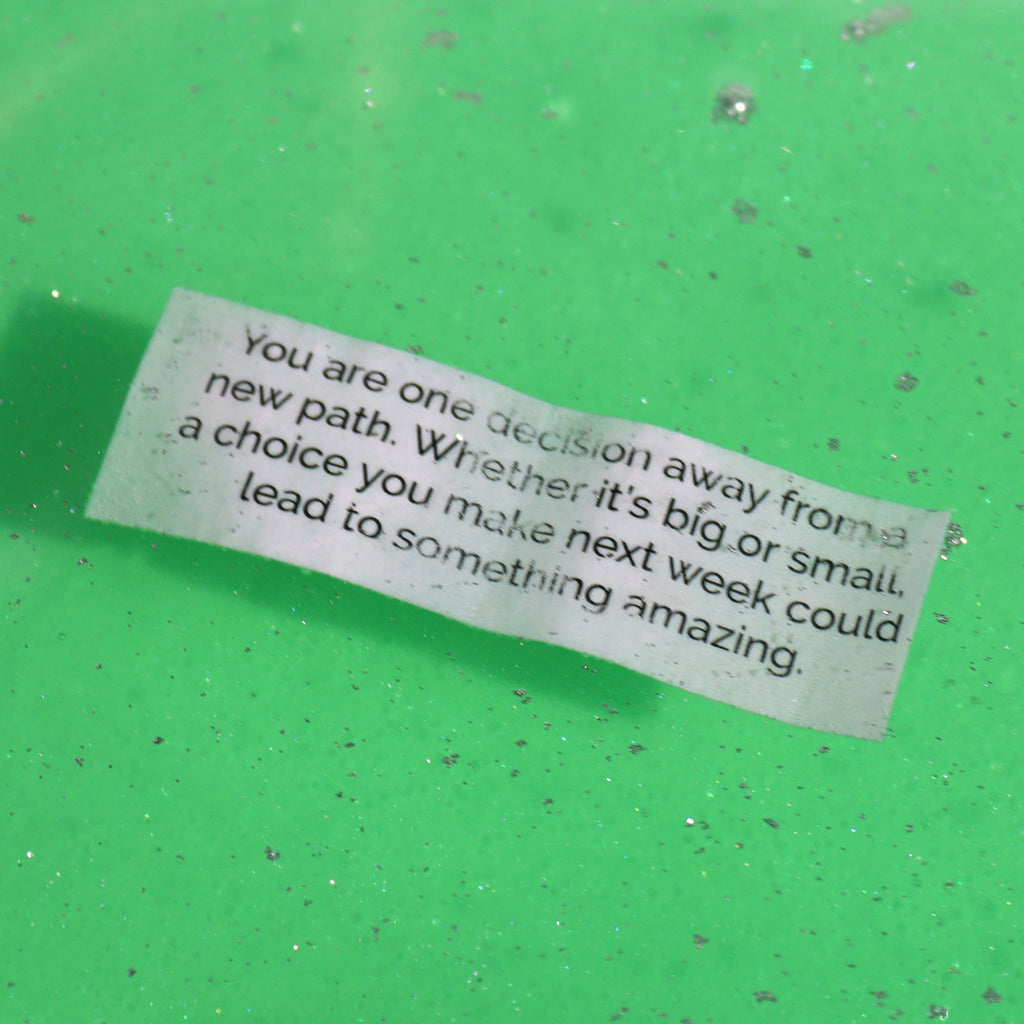 You are one decision away from a
new path. Whether it's big or small,
a choice you make next week could
lead to something amazing.